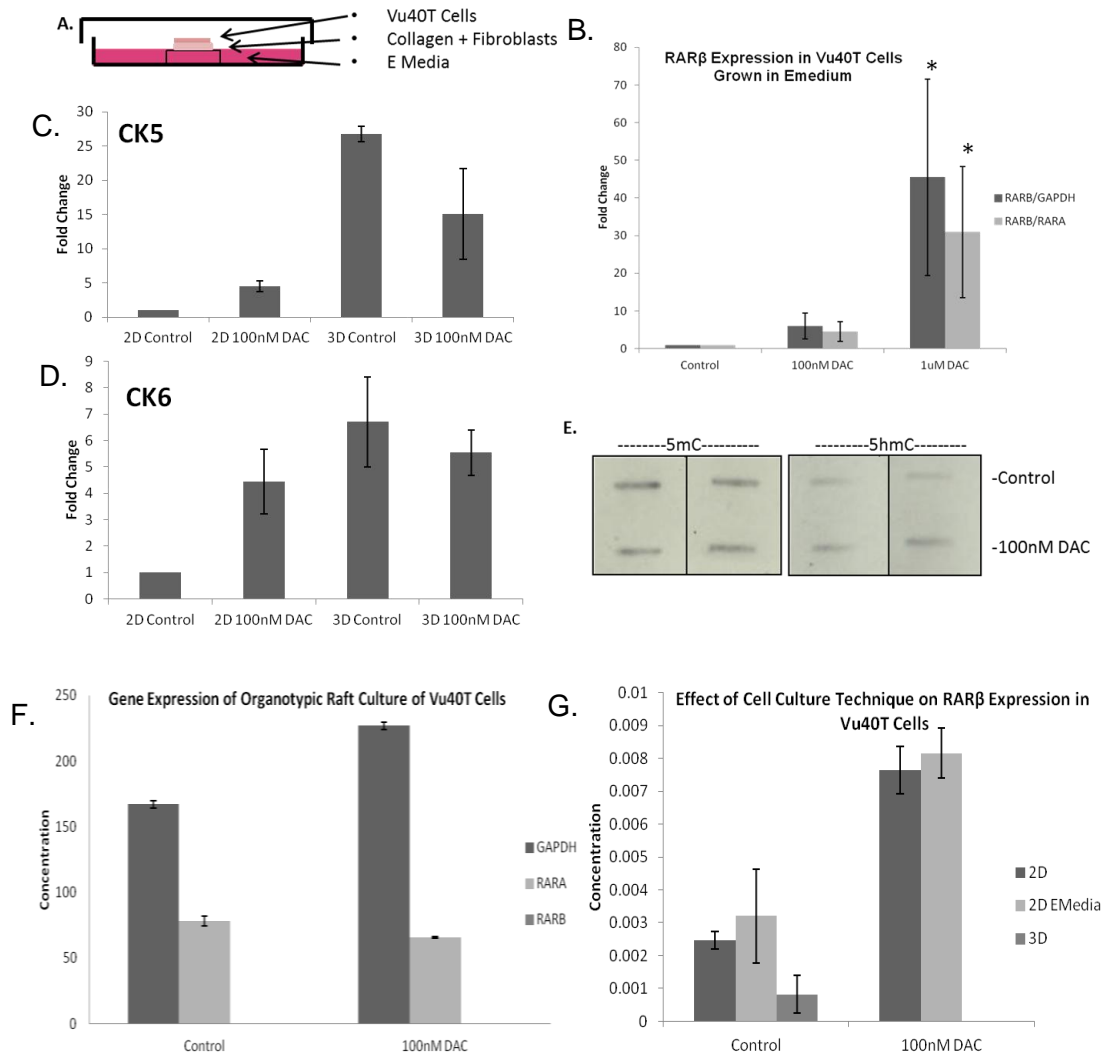 A.
• Vu40T Cells
• Collagen + Fibroblasts
• E Media
B.
RARβ Expression in Vu40T Cells
Grown in Emedium
80
70
60
50
40
30
20
10
0
Fold Change
*
*
RARB/GAPDH
RARB/RARA
Control
100nM DAC
1uM DAC
C.
CK5
30
25
20
15
10
5
0
Fold Change
2D Control
2D 100nM DAC
3D Control
3D 100nM DAC
D.
CK6
9
8
7
6
5
4
3
2
1
0
Fold Change
2D Control
2D 100nM DAC
3D Control
3D 100nM DAC
E.
--------5mC----------
---------5hmC---------
-Control
-100nM DAC
F.
Gene Expression of Organotypic Raft Culture of Vu40T Cells
250
200
150
100
50
0
Concentration
GAPDH
RARA
RARB
Control
100nM DAC
G.
Effect of Cell Culture Technique on RARβ Expression in
Vu40T Cells
0.01
0.009
0.008
0.007
0.006
0.005
0.004
0.003
0.002
0.001
0
Concentration
2D
2D EMedia
3D
Control
100nM DAC